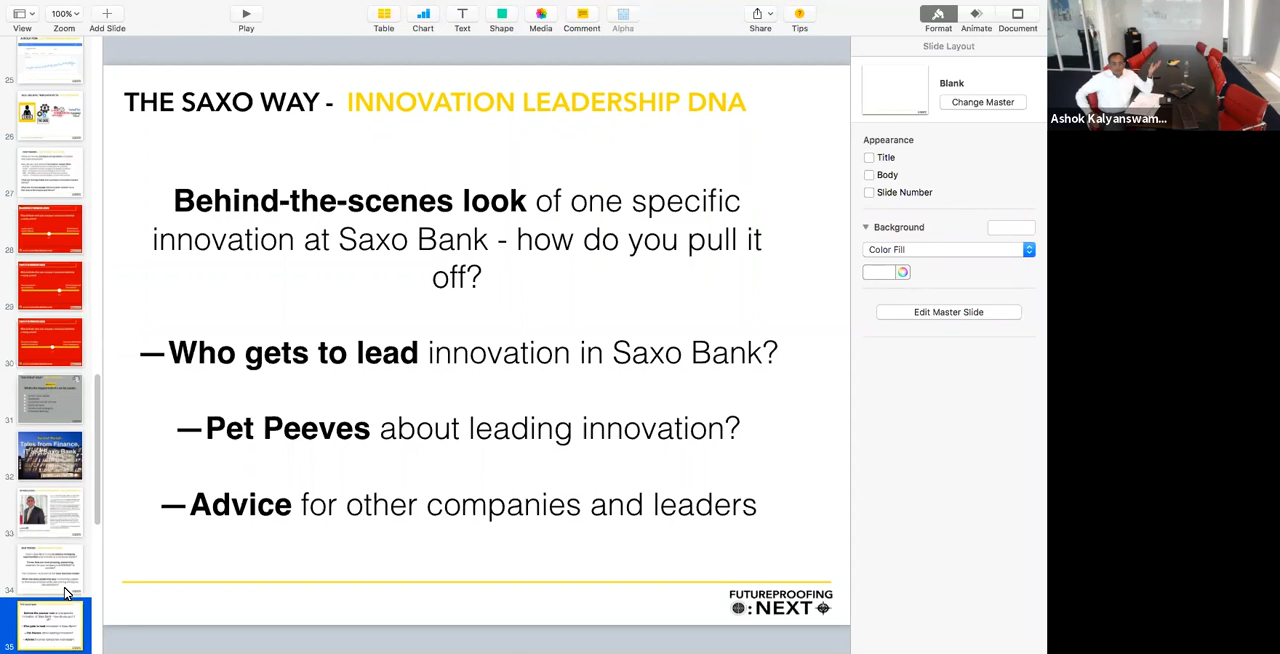 100%
View
Zoom
Add Slide
Play
Table
Chart
Text
Shape
Media
Comment
Alpha
Share
Tips
Format
Animate
Document
25
26
27
28
29
30
31
32
Tales from Finance,
33
34
35
THE SAXO WAY - INNOVATION LEADERSHIP DNA
Behind-the-scenes look of one specific
innovation at Saxo Bank - how do you pull it
off?
—Who gets to lead innovation in Saxo Bank?
—Pet Peeves about leading innovation?
—Advice for other companies and leaders
FUTUREPROOFING
:NEXT
Slide Layout
Blank
Change Master
Appearance
Title
Body
Slide Number
Background
Color Fill
Edit Master Slide
Ashok Kalyanswam...